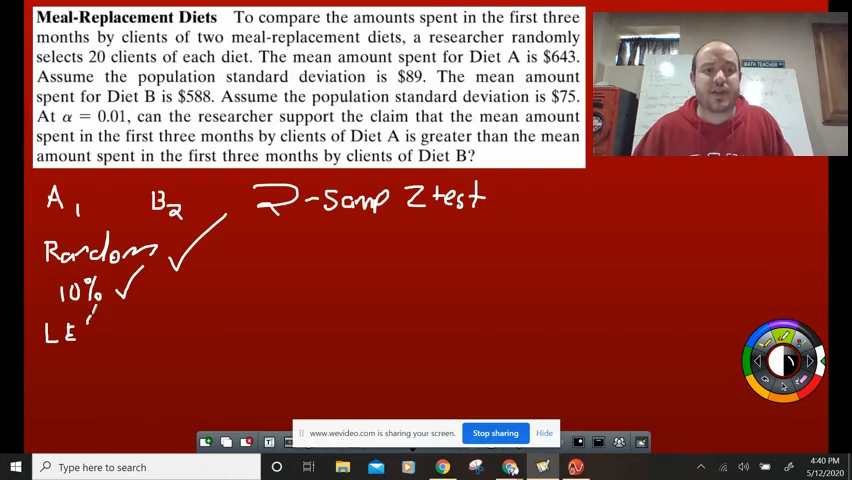 Meal-Replacement Diets To compare the amounts spent in the first three
months by clients of two meal-replacement diets, a researcher randomly
selects 20 clients of each diet. The mean amount spent for Diet A is $643.
Assume the population standard deviation is $89. The mean amount
spent for Diet B is $588. Assume the population standard deviation is $75.
At α = 0.01, can the researcher support the claim that the mean amount
spent in the first three months by clients of Diet A is greater than the mean
amount spent in the first three months by clients of Diet B?
MATH TEACHER
A₁ B₂ 2-samp Z test
Random ✓
10% ✓
LE
www.wevideo.com is sharing your screen. Stop sharing Hide
Type here to search
4:40 PM
5/12/2020